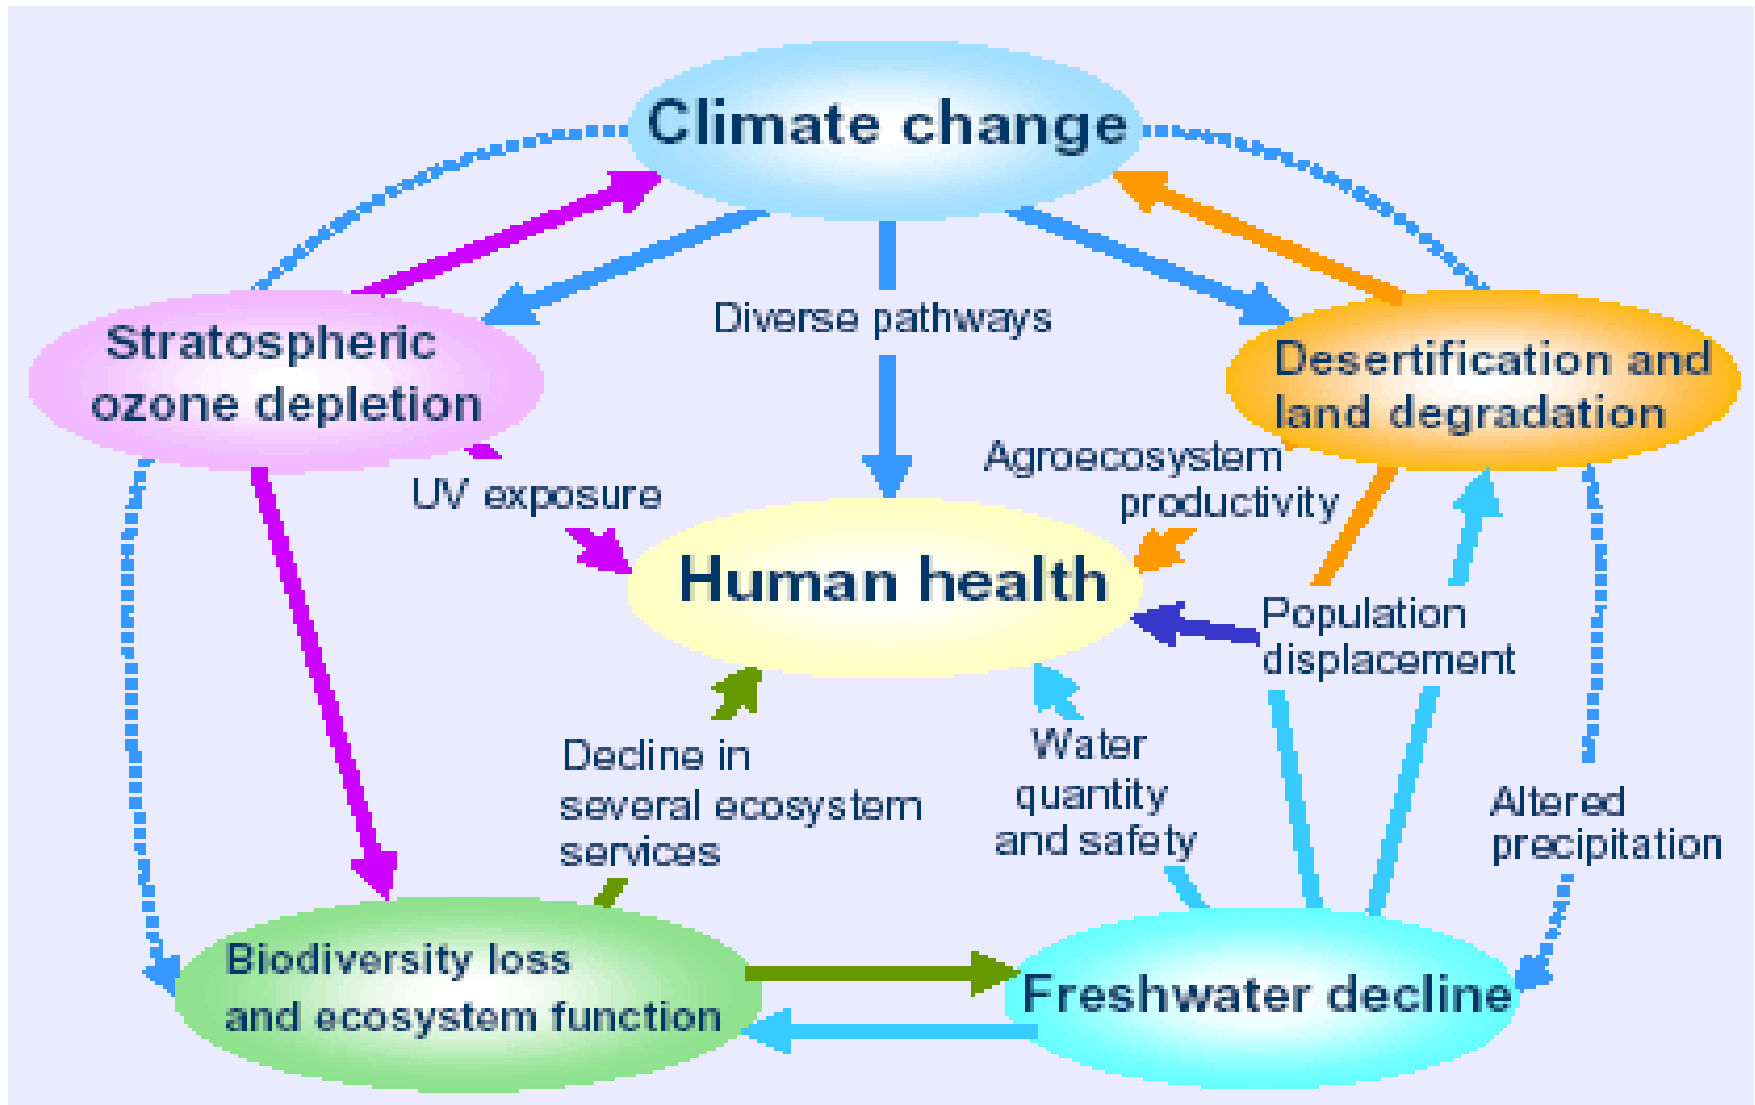 Climate change
Diverse pathways
Stratospheric
ozone depletion
Desertification and
land degradation
UV exposure
Agroecosystem
productivity
Human health
Population
displacement
Decline in
several ecosystem
services
Water
quantity
and safety
Altered
precipitation
Biodiversity loss
and ecosystem function
Freshwater decline